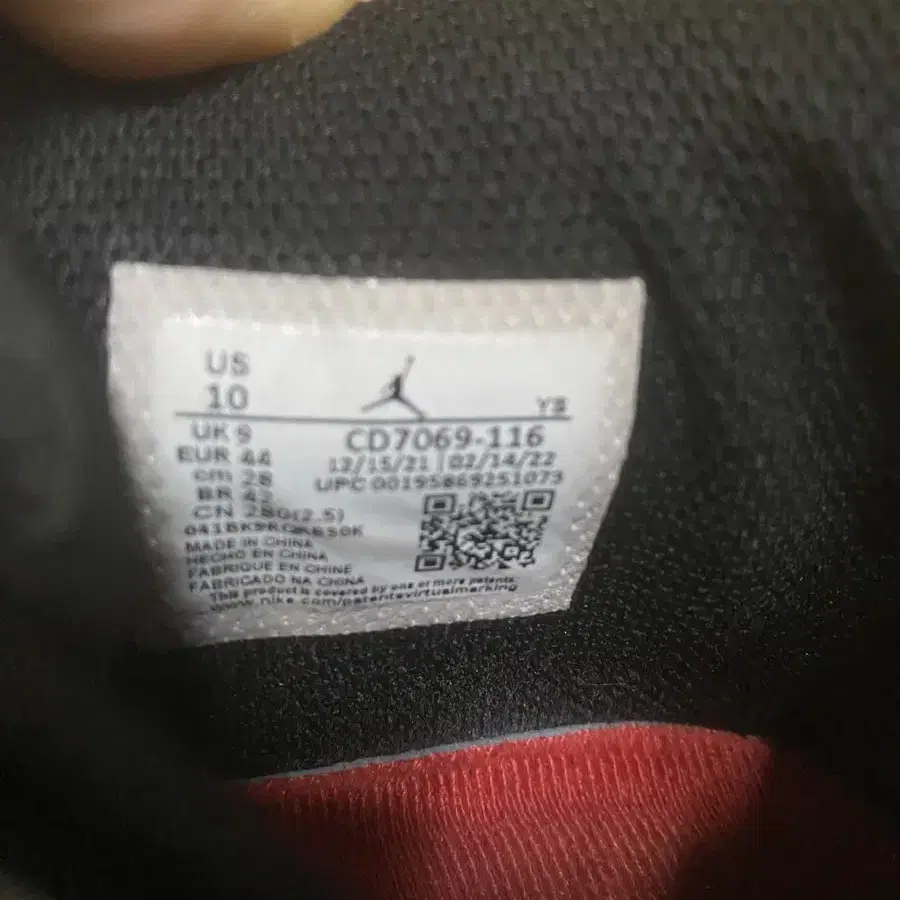 US
10
YS
UK 9
CD7069-116
EUR 44
12/15/21 02/14/22
cm 28
UPC 00195869251073
BR 42
CN 280(2.5)
MADE IN CHINA
HECHO EN CHINA
FABRIQUE EN CHINE
FABRICADO NA CHINA
This product is covered by one or more patents.
www.nike.com/patentsvirtualmarking